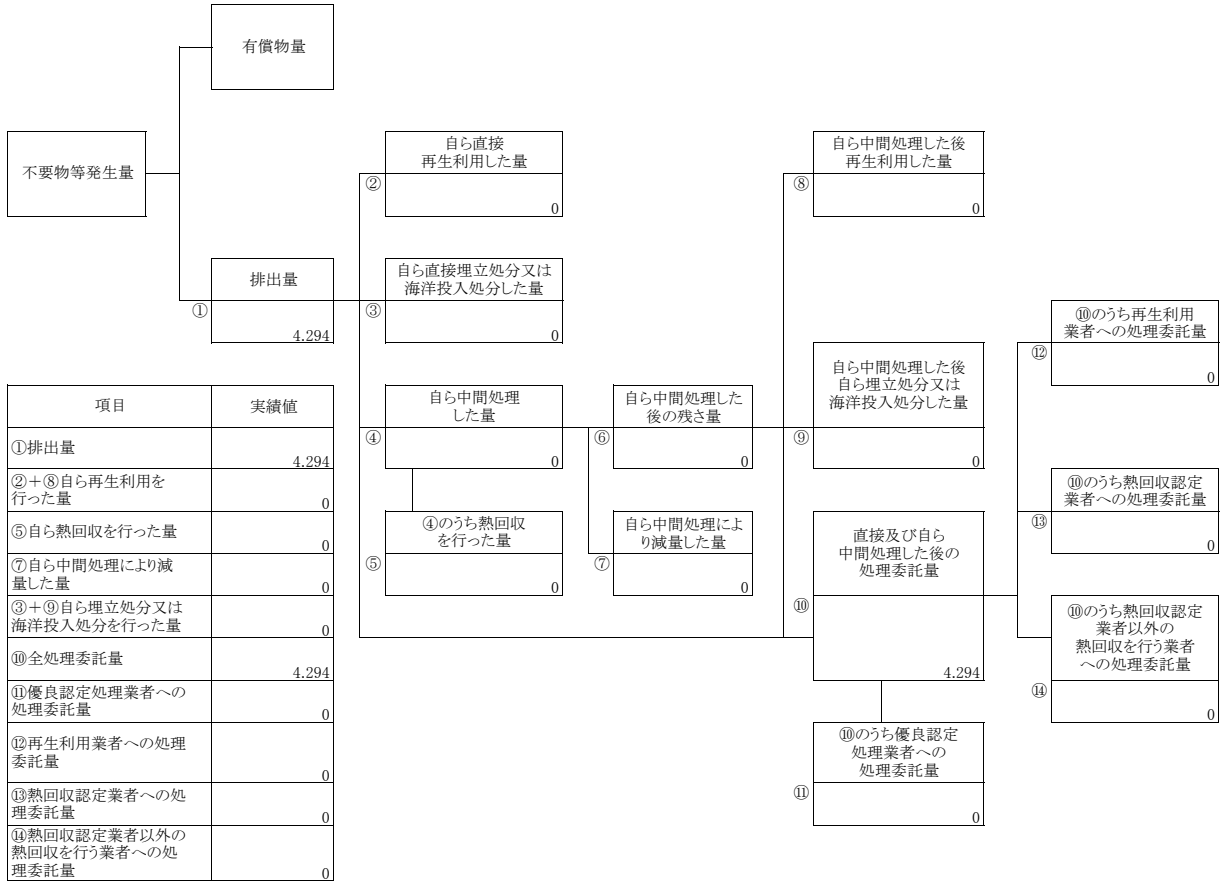 有償物量
不要物等発生量
自ら直接
再生利用した量
②
0
自ら中間処理した後
再生利用した量
⑧
0
排出量
①
4.294
自ら直接埋立処分又は
海洋投入処分した量
③
0
⑩のうち再生利用
業者への処理委託量
⑫
0
自ら中間処理
した量
④
0
自ら中間処理した
後の残さ量
⑥
0
自ら中間処理した後
自ら埋立処分又は
海洋投入処分した量
⑨
0
④のうち熱回収
を行った量
⑤
0
自ら中間処理によ
り減量した量
⑦
0
直接及び自ら
中間処理した後の
処理委託量
⑩
4.294
⑩のうち熱回収認定
業者への処理委託量
⑬
0
⑩のうち熱回収認定
業者以外の
熱回収を行う業者
への処理委託量
⑭
0
⑩のうち優良認定
処理業者への
処理委託量
⑪
0
項目 実績値
①排出量
4.294
②＋⑧自ら再生利用を
行った量
0
⑤自ら熱回収を行った量
0
⑦自ら中間処理により減
量した量
0
③＋⑨自ら埋立処分又は
海洋投入処分を行った量
0
⑩全処理委託量
4.294
⑪優良認定処理業者への
処理委託量
0
⑫再生利用業者への処理
委託量
0
⑬熱回収認定業者への処
理委託量
0
⑭熱回収認定業者以外の
熱回収を行う業者への処
理委託量
0